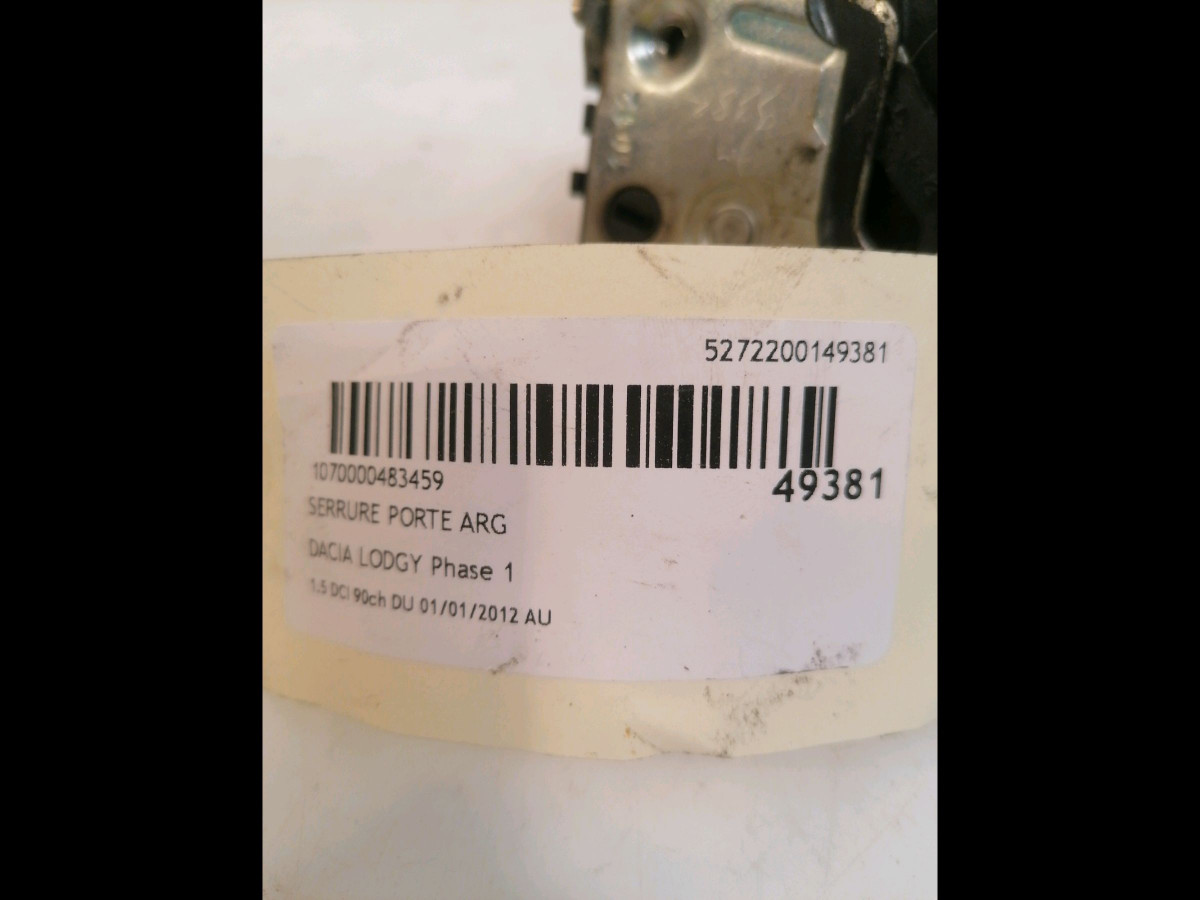 5272200149381
1070000483459
49381
SERRURE PORTE ARG
DACIA LODGY Phase 1
1.5 DCI 90ch DU 01/01/2012 AU